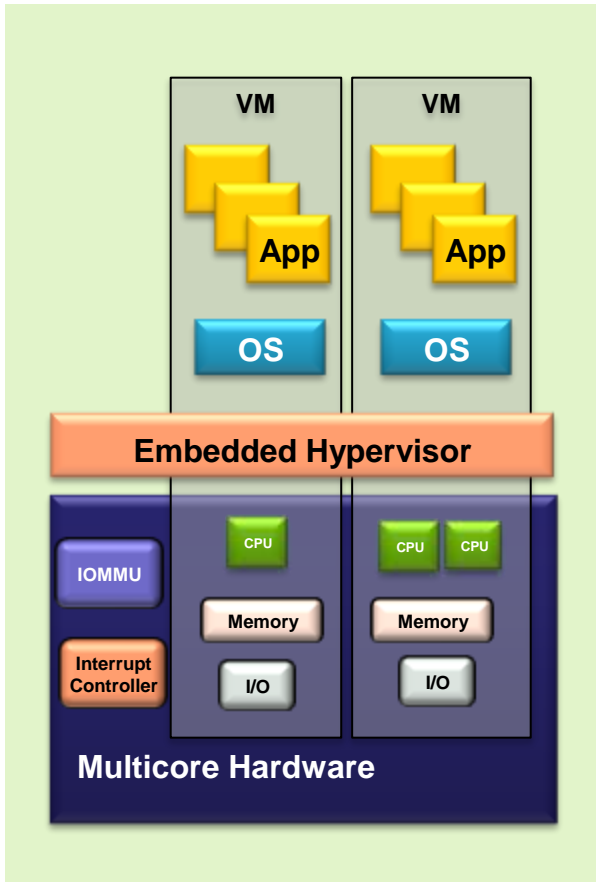 VM
VM
App
App
OS
OS
Embedded Hypervisor
CPU
CPU
CPU
IOMMU
Memory
Memory
Interrupt
Controller
I/O
I/O
Multicore Hardware